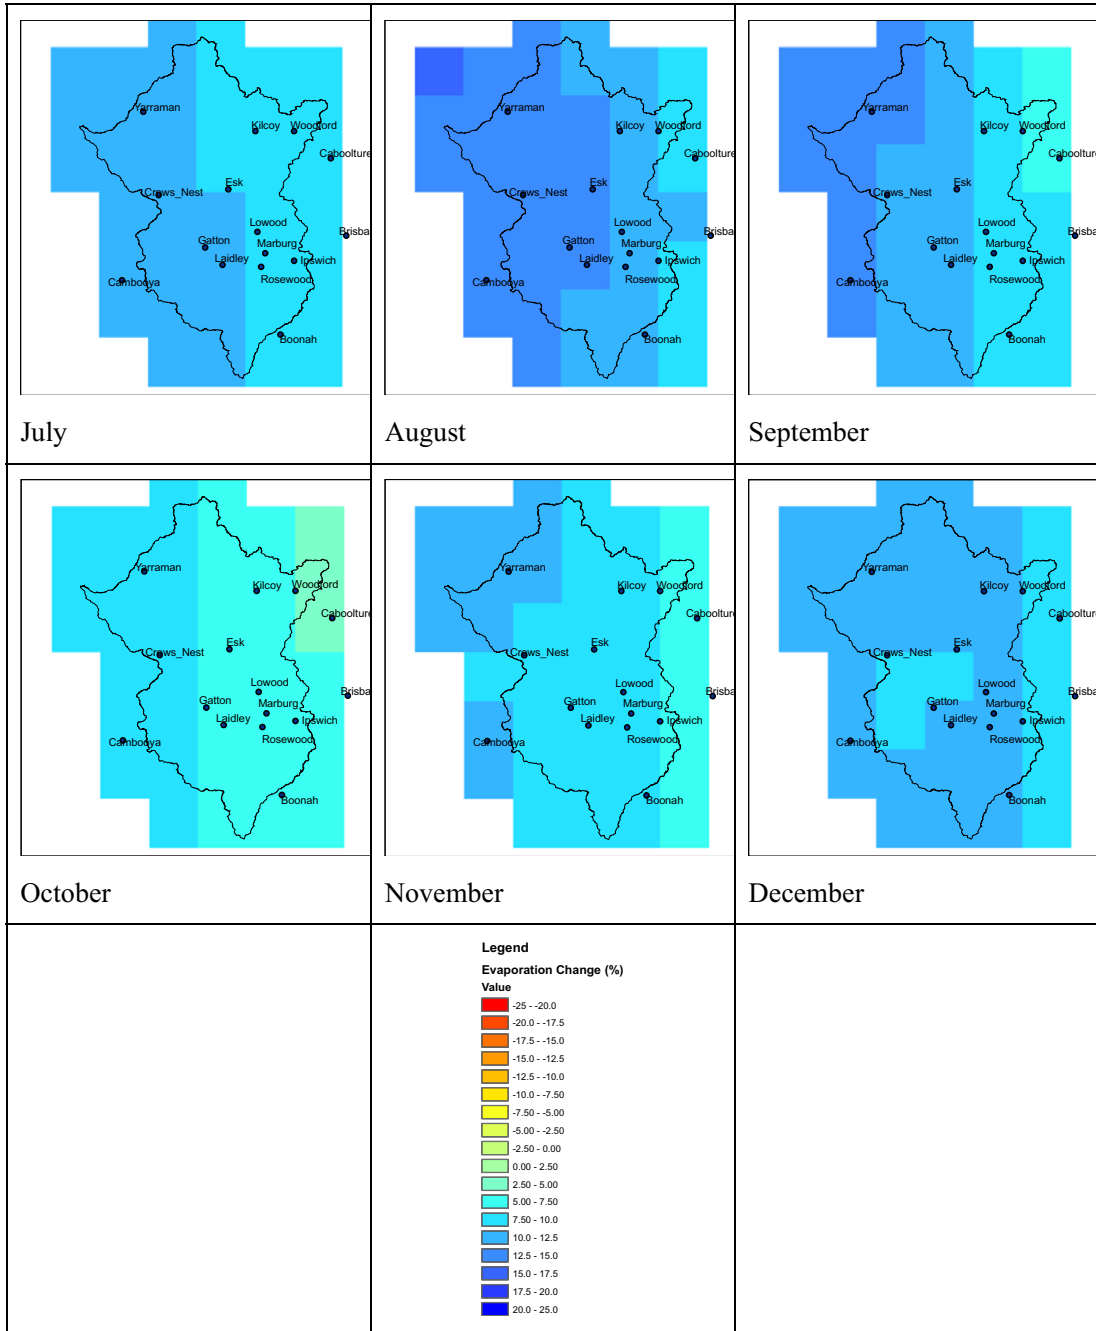 Yarraman
Kilcoy
Woodford
Caboolture
Crows_Nest
Esk
Lowood
Brisba
Gatton
Marburg
Laidley
Ipswich
Rosewood
Cambooya
Boonah
July
Yarraman
Kilcoy
Woodford
Caboolture
Crows_Nest
Esk
Lowood
Brisba
Gatton
Marburg
Laidley
Ipswich
Rosewood
Cambooya
Boonah
August
Yarraman
Kilcoy
Woodford
Caboolture
Crows_Nest
Esk
Lowood
Brisba
Gatton
Marburg
Laidley
Ipswich
Rosewood
Cambooya
Boonah
September
Yarraman
Kilcoy
Woodford
Caboolture
Crows_Nest
Esk
Lowood
Brisba
Gatton
Marburg
Laidley
Ipswich
Rosewood
Cambooya
Boonah
October
Yarraman
Kilcoy
Woodford
Caboolture
Crows_Nest
Esk
Lowood
Brisba
Gatton
Marburg
Laidley
Ipswich
Rosewood
Cambooya
Boonah
November
Yarraman
Kilcoy
Woodford
Caboolture
Crows_Nest
Esk
Lowood
Brisba
Gatton
Marburg
Laidley
Ipswich
Rosewood
Cambooya
Boonah
December
Legend
Evaporation Change (%)
Value
-25 - -20.0
-20.0 - -17.5
-17.5 - -15.0
-15.0 - -12.5
-12.5 - -10.0
-10.0 - -7.50
-7.50 - -5.00
-5.00 - -2.50
-2.50 - 0.00
0.00 - 2.50
2.50 - 5.00
5.00 - 7.50
7.50 - 10.0
10.0 - 12.5
12.5 - 15.0
15.0 - 17.5
17.5 - 20.0
20.0 - 25.0